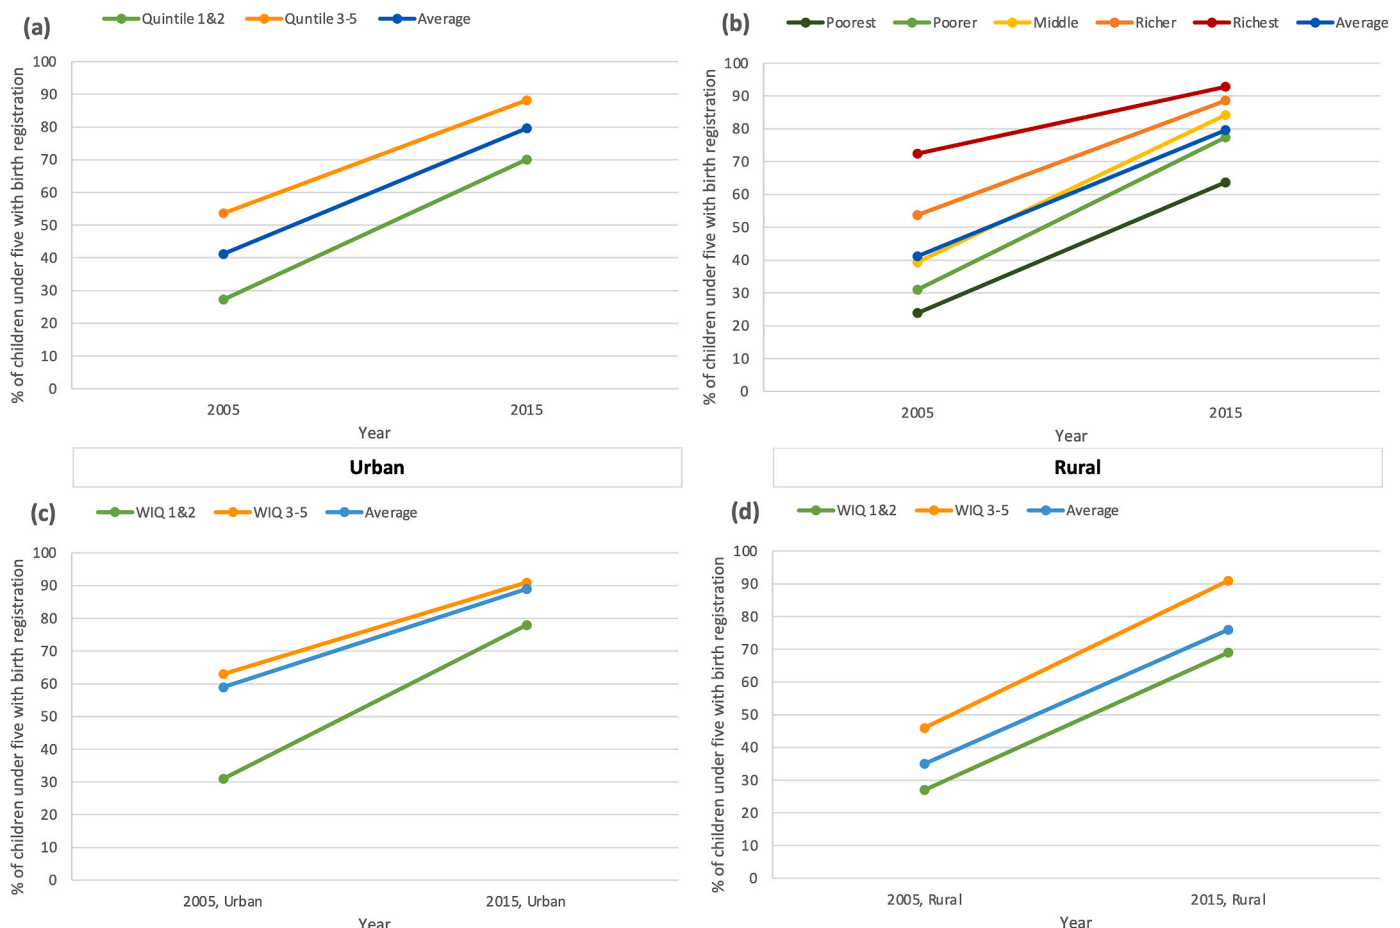 (a)
Quintile 1&2 Quntile 3-5 Average
% of children under five with birth registration
100
90
80
70
60
50
40
30
20
10
0
2005 2015
Year
(b)
Poorest Poorer Middle Richer Richest Average
% of children under five with birth registration
100
90
80
70
60
50
40
30
20
10
0
2005 2015
Year
Urban
(c)
WIQ 1&2 WIQ 3-5 Average
% of children under five with birth registration
100
90
80
70
60
50
40
30
20
10
0
2005, Urban 2015, Urban
Year
Rural
(d)
WIQ 1&2 WIQ 3-5 Average
% of children under five with birth registration
100
90
80
70
60
50
40
30
20
10
0
2005, Rural 2015, Rural
Year